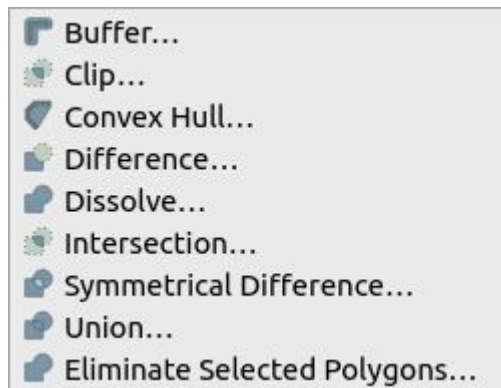 Buffer...
Clip...
Convex Hull...
Difference...
Dissolve...
Intersection...
Symmetrical Difference...
Union...
Eliminate Selected Polygons...